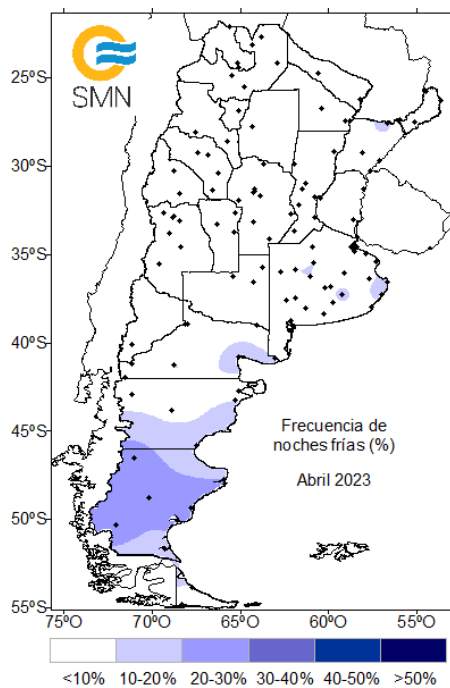 SMN
25ºS
30ºS
35ºS
40ºS
45ºS
50ºS
55ºS
Frecuencia de
noches frías (%)
Abril 2023
75ºO 70ºO 65ºO 60ºO 55ºO
<10% 10-20% 20-30% 30-40% 40-50% >50%